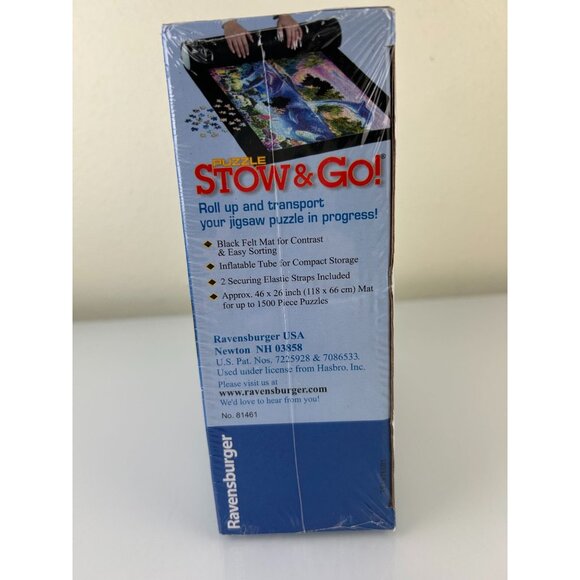 PUZZLE
STOW & GO!®
Roll up and transport
your jigsaw puzzle in progress!
Black Felt Mat for Contrast
& Easy Sorting
Inflatable Tube for Compact Storage
2 Securing Elastic Straps Included
Approx. 46 x 26 inch (118 x 66 cm) Mat
for up to 1500 Piece Puzzles
Ravensburger USA
Newton NH 03858
U.S. Pat. Nos. 7225928 & 7086533.
Used under license from Hasbro, Inc.
Please visit us at
www.ravensburger.com
We'd love to hear from you!
No. 81461
Ravensburger